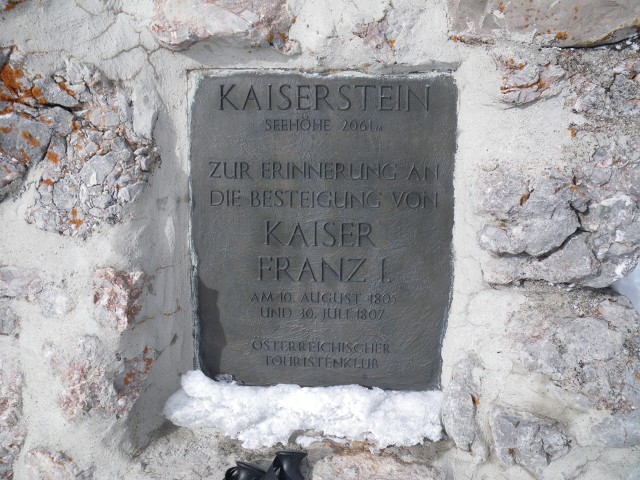 KAISERSTEIN
SEEHÖHE 2061M
ZUR ERINNERUNG AN
DIE BESTEIGUNG VON
KAISER
FRANZ I.
AM 10. AUGUST 1805
UND 30. JULI 1807
ÖSTERREICHISCHER
TOURISTENKLUB